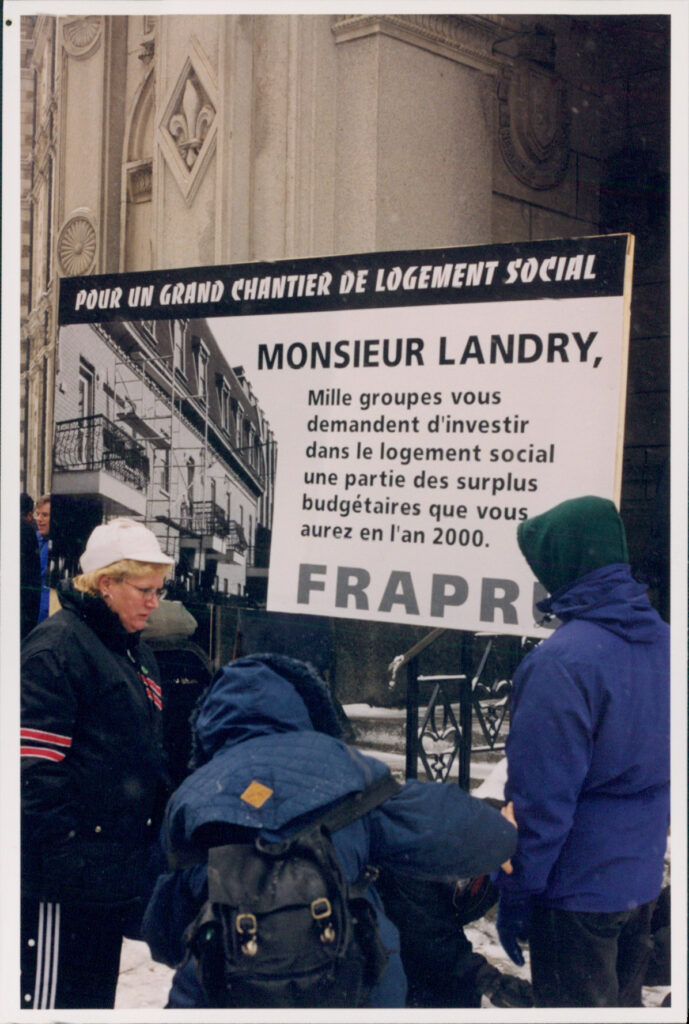 POUR UN GRAND CHANTIER DE LOGEMENT SOCIAL
MONSIEUR LANDRY,
Mille groupes vous
demandent d'investir
dans le logement social
une partie des surplus
budgétaires que vous
aurez en l'an 2000.
FRAPRU